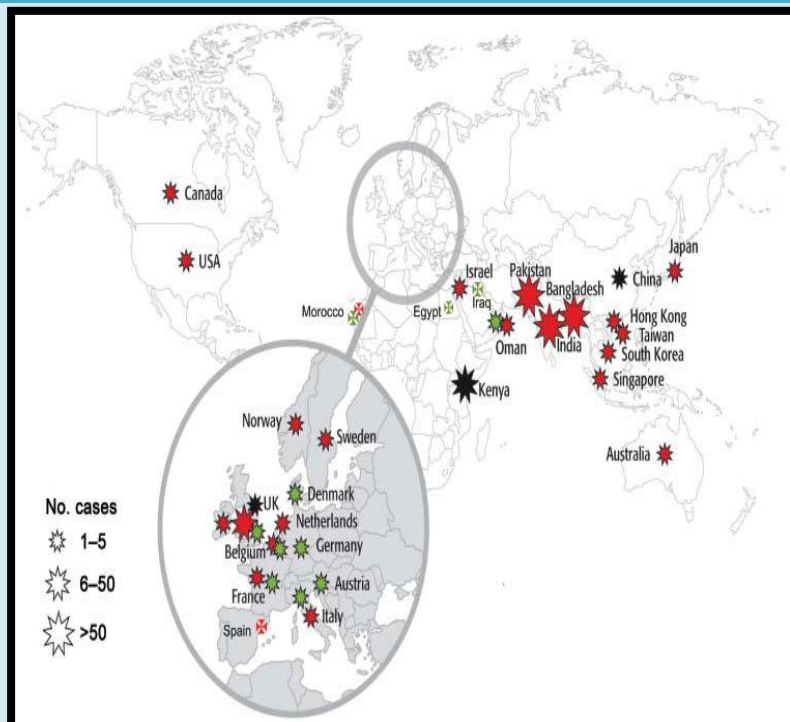 Canada
USA
Morocco
Israel
Iraq
Egypt
Oman
Pakistan
Bangladesh
India
China
Japan
Hong Kong
Taiwan
South Korea
Singapore
Kenya
Australia
Norway
Sweden
Denmark
UK
Netherlands
Belgium
Germany
France
Austria
Italy
Spain
No. cases
1–5
6–50
>50